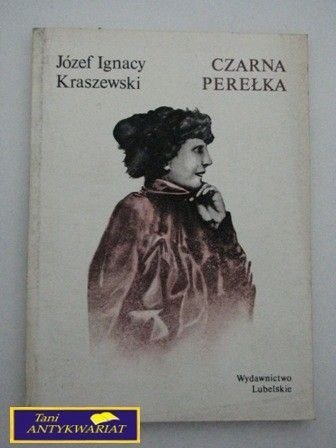 Józef Ignacy
Kraszewski
CZARNA
PEREŁKA
Wydawnictwo
Lubelskie
Tani
ANTYKWARIAT